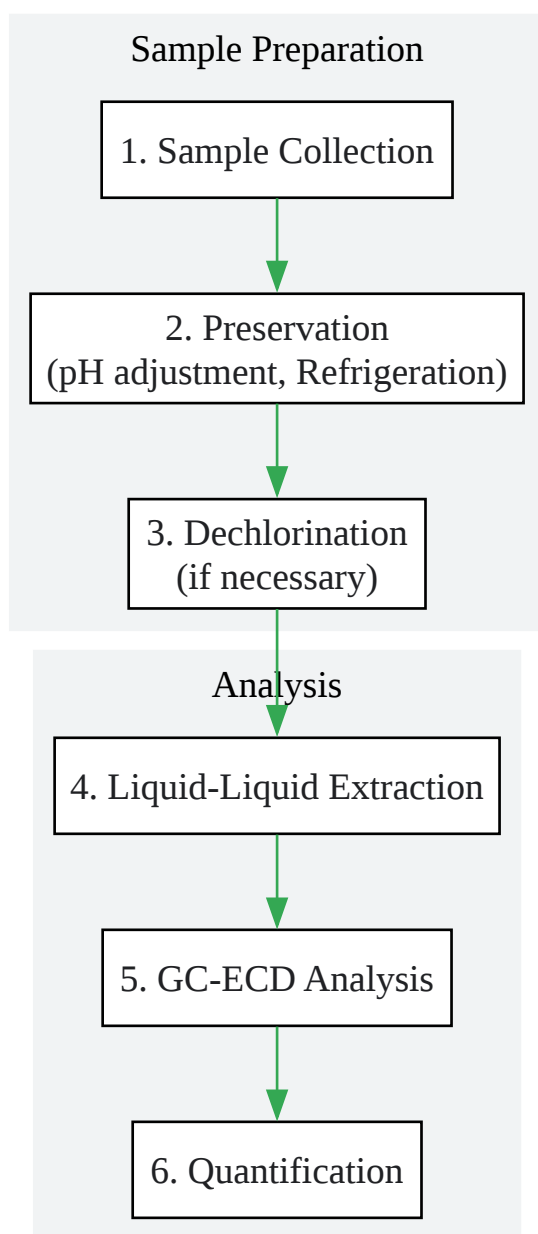 Sample Preparation
1. Sample Collection
2. Preservation
(pH adjustment, Refrigeration)
3. Dechlorination
(if necessary)
Analysis
4. Liquid-Liquid Extraction
5. GC-ECD Analysis
6. Quantification